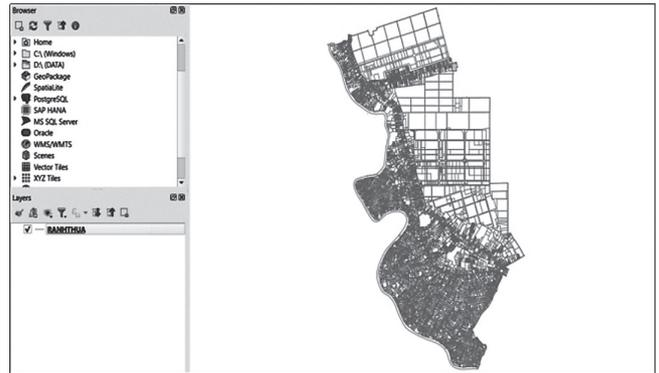 Browser
Home
C:\ (Windows)
D:\ (DATA)
GeoPackage
SpatiaLite
PostgreSQL
SAP HANA
MS SQL Server
Oracle
WMS/WMTS
Scenes
Vector Tiles
XYZ Tiles
Layers
RANHTHUA